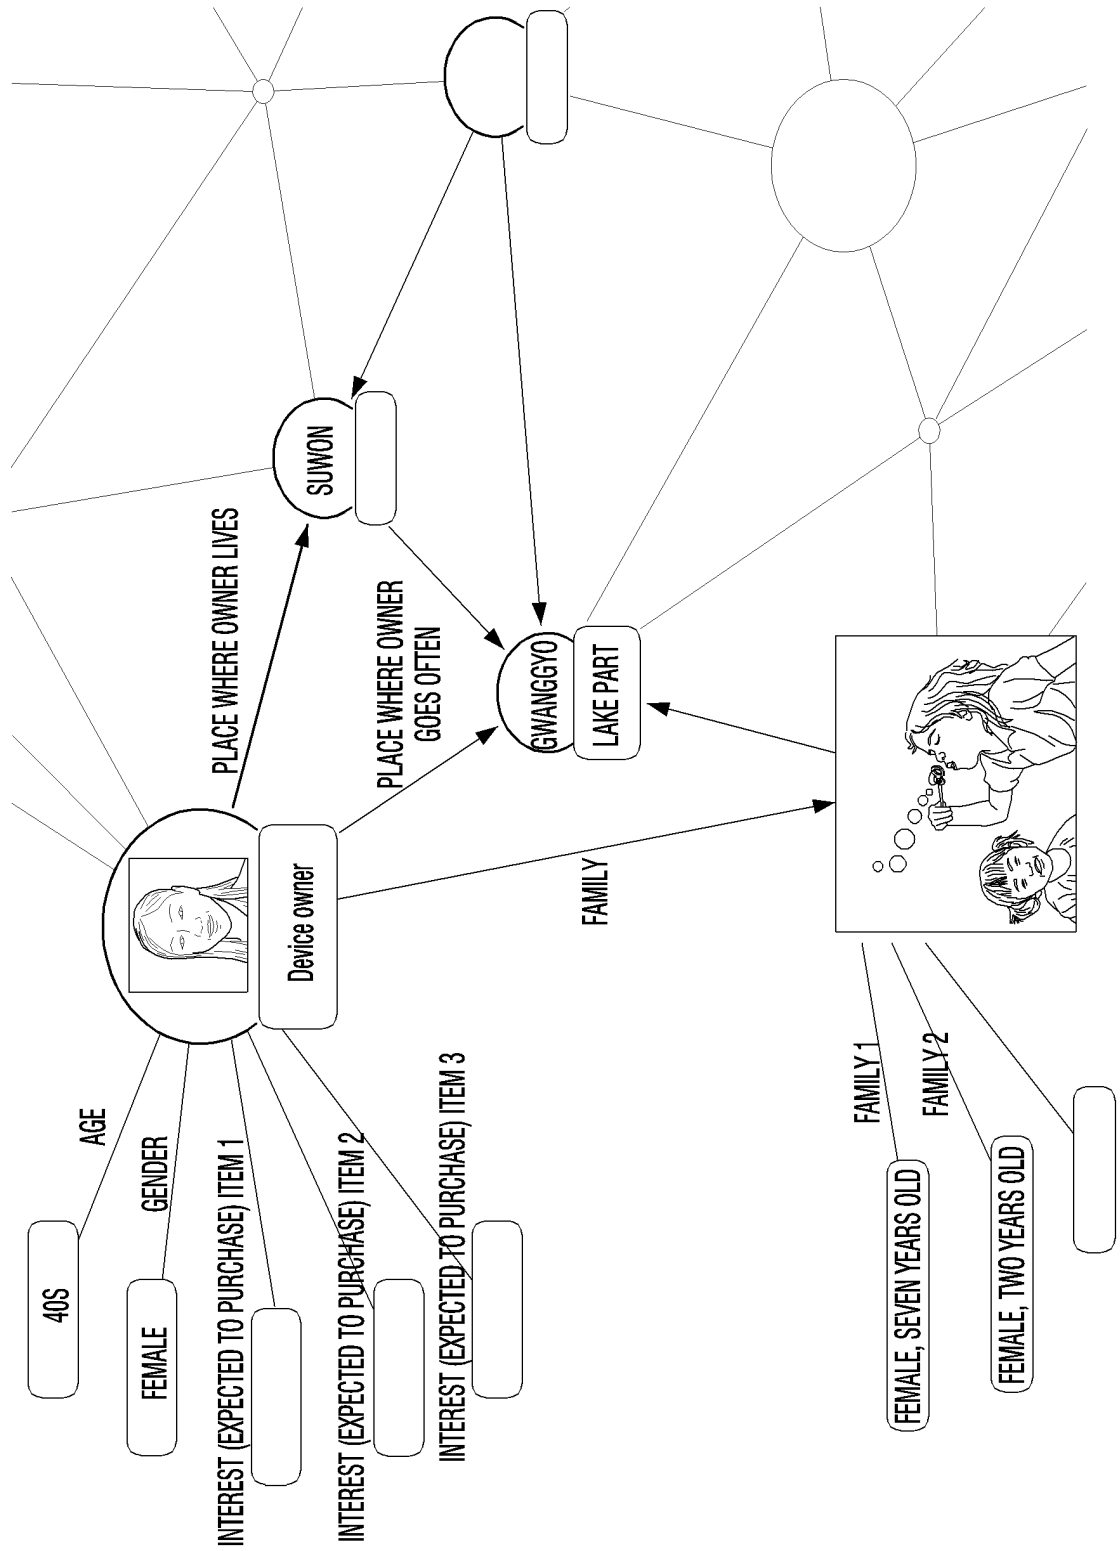 40S
AGE
FEMALE
GENDER
INTEREST (EXPECTED TO PURCHASE) ITEM 1
INTEREST (EXPECTED TO PURCHASE) ITEM 2
INTEREST (EXPECTED TO PURCHASE) ITEM 3
Device owner
PLACE WHERE OWNER LIVES
SUWON
PLACE WHERE OWNER
GOES OFTEN
GWANGGYO
LAKE PART
FAMILY
FAMILY 1
FEMALE, SEVEN YEARS OLD
FAMILY 2
FEMALE, TWO YEARS OLD